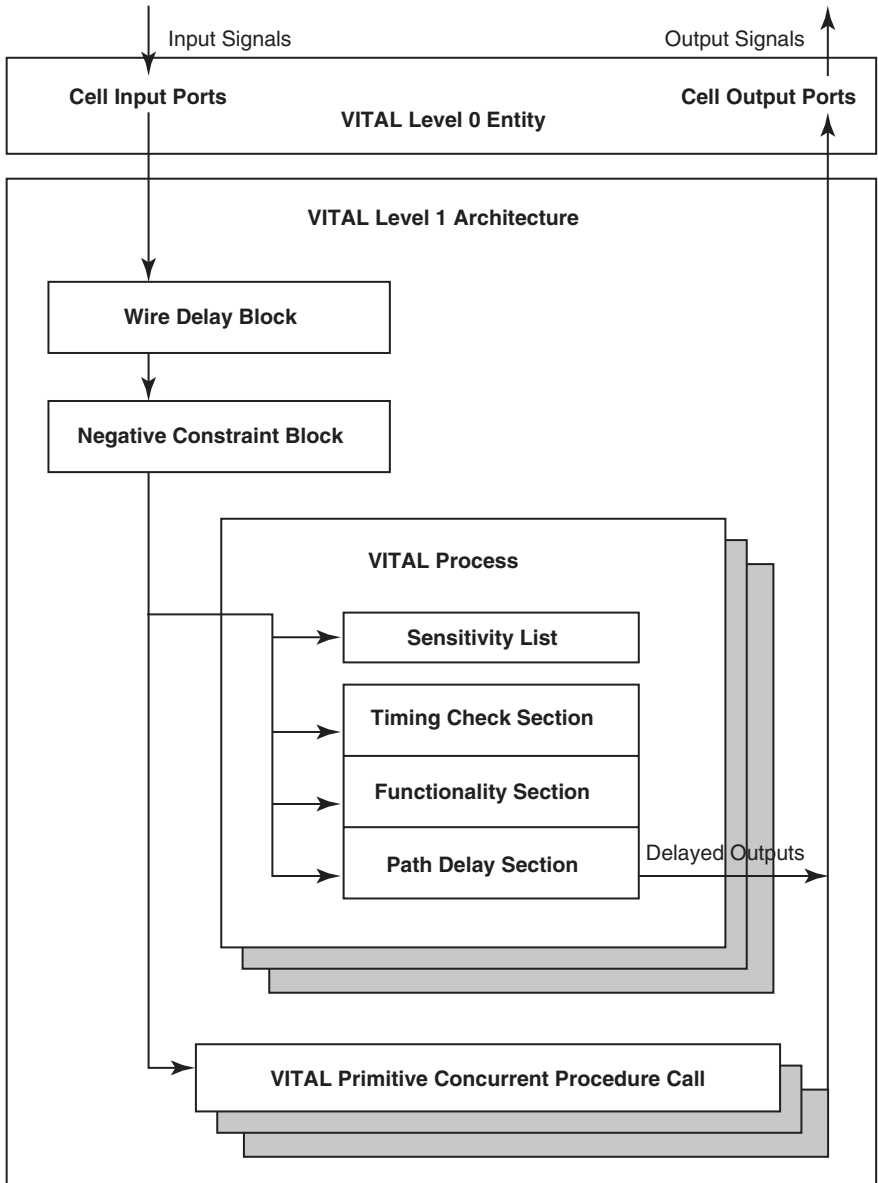 Input Signals
Output Signals
Cell Input Ports
Cell Output Ports
VITAL Level 0 Entity
VITAL Level 1 Architecture
Wire Delay Block
Negative Constraint Block
VITAL Process
Sensitivity List
Timing Check Section
Functionality Section
Path Delay Section
Delayed Outputs
VITAL Primitive Concurrent Procedure Call